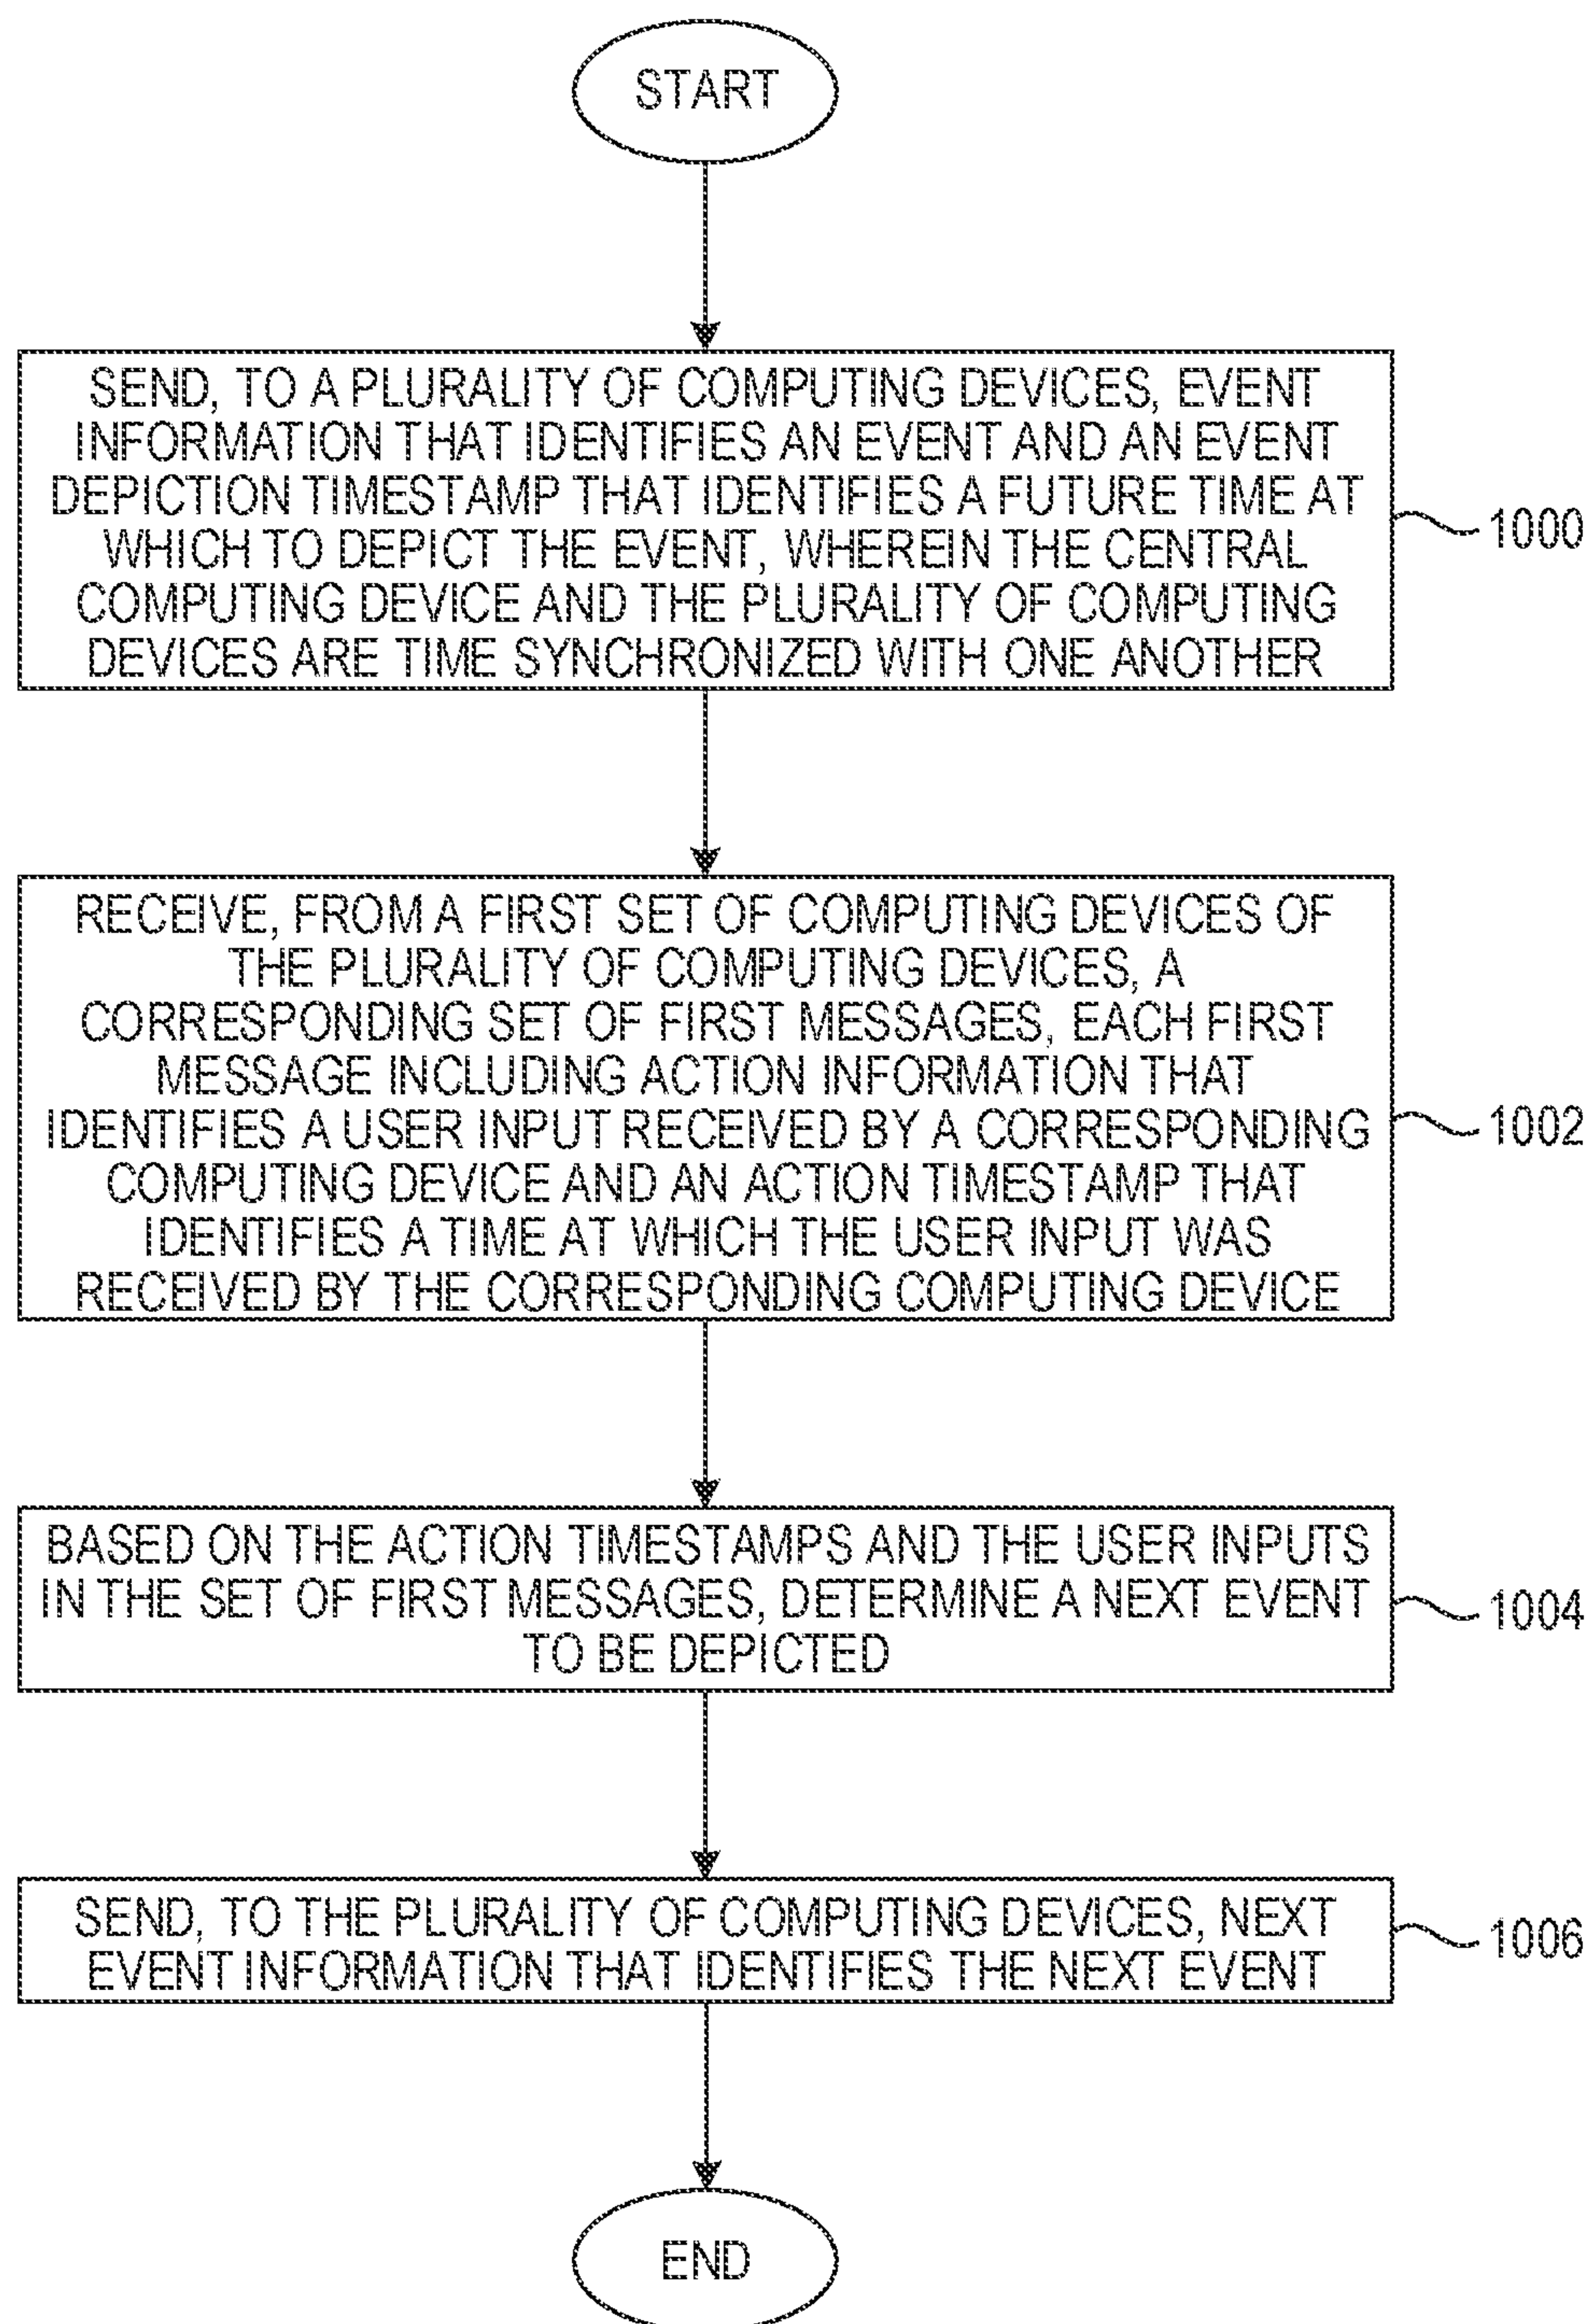 START
SEND, TO A PLURALITY OF COMPUTING DEVICES, EVENT
INFORMATION THAT IDENTIFIES AN EVENT AND AN EVENT
DEPICTION TIMESTAMP THAT IDENTIFIES A FUTURE TIME AT
WHICH TO DEPICT THE EVENT, WHEREIN THE CENTRAL
COMPUTING DEVICE AND THE PLURALITY OF COMPUTING
DEVICES ARE TIME SYNCHRONIZED WITH ONE ANOTHER
1000
RECEIVE, FROM A FIRST SET OF COMPUTING DEVICES OF
THE PLURALITY OF COMPUTING DEVICES, A
CORRESPONDING SET OF FIRST MESSAGES, EACH FIRST
MESSAGE INCLUDING ACTION INFORMATION THAT
IDENTIFIES A USER INPUT RECEIVED BY A CORRESPONDING
COMPUTING DEVICE AND AN ACTION TIMESTAMP THAT
IDENTIFIES A TIME AT WHICH THE USER INPUT WAS
RECEIVED BY THE CORRESPONDING COMPUTING DEVICE
1002
BASED ON THE ACTION TIMESTAMPS AND THE USER INPUTS
IN THE SET OF FIRST MESSAGES, DETERMINE A NEXT EVENT
TO BE DEPICTED
1004
SEND, TO THE PLURALITY OF COMPUTING DEVICES, NEXT
EVENT INFORMATION THAT IDENTIFIES THE NEXT EVENT
1006
END